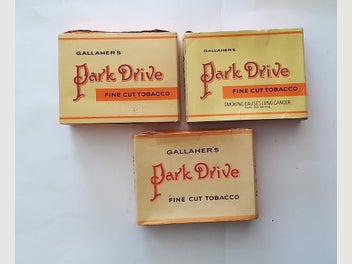 GALLAHER'S
Park Drive
FINE CUT TOBACCO
GALLAHER'S
Park Drive
FINE CUT TOBACCO
SMOKING CAUSES LUNG CANCER
GALLAHER'S
Park Drive
FINE CUT TOBACCO